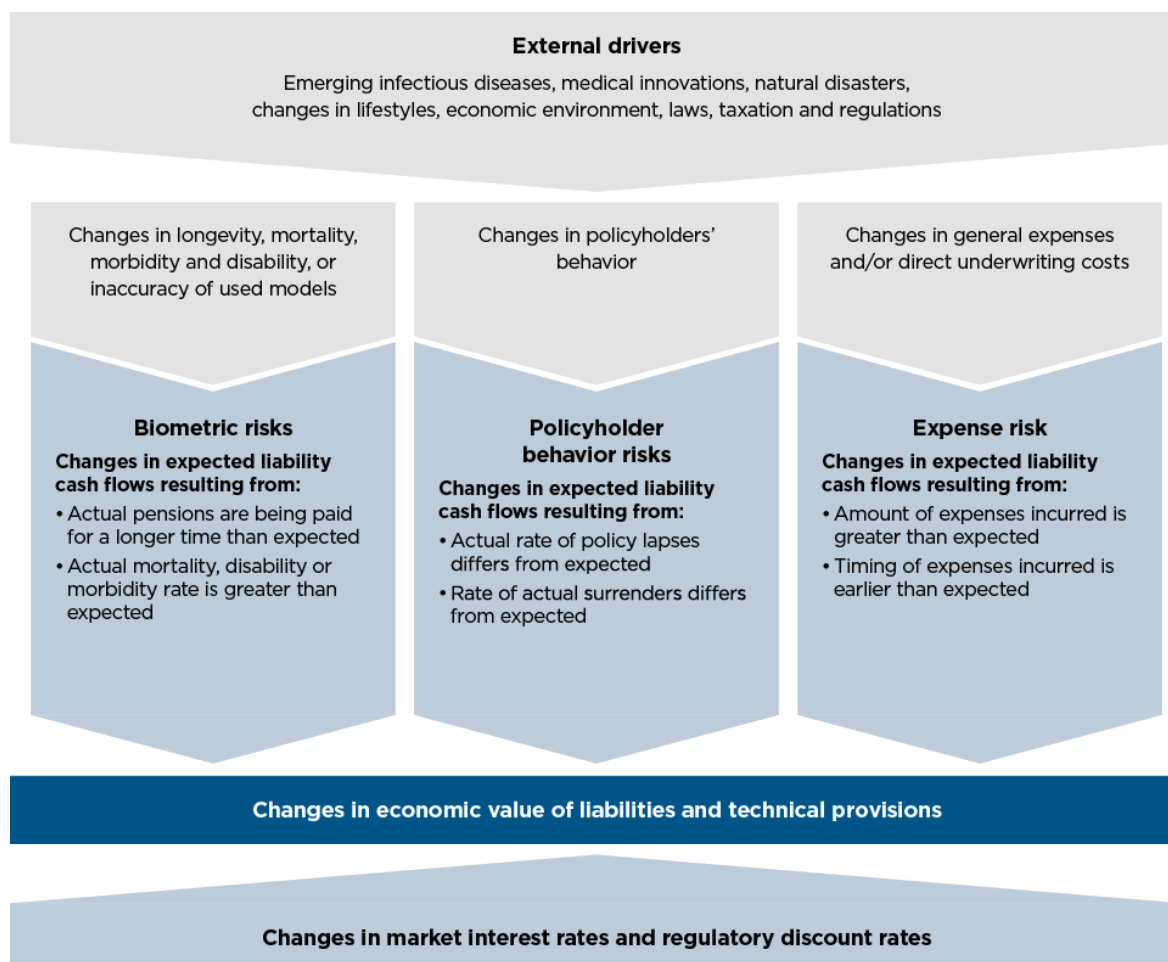 External drivers
Emerging infectious diseases, medical innovations, natural disasters,
changes in lifestyles, economic environment, laws, taxation and regulations
Changes in longevity, mortality,
morbidity and disability, or
inaccuracy of used models
Changes in policyholders’
behavior
Changes in general expenses
and/or direct underwriting costs
Biometric risks
Changes in expected liability
cash flows resulting from:
• Actual pensions are being paid
for a longer time than expected
• Actual mortality, disability or
morbidity rate is greater than
expected
Policyholder
behavior risks
Changes in expected liability
cash flows resulting from:
• Actual rate of policy lapses
differs from expected
• Rate of actual surrenders differs
from expected
Expense risk
Changes in expected liability
cash flows resulting from:
• Amount of expenses incurred is
greater than expected
• Timing of expenses incurred is
earlier than expected
Changes in economic value of liabilities and technical provisions
Changes in market interest rates and regulatory discount rates